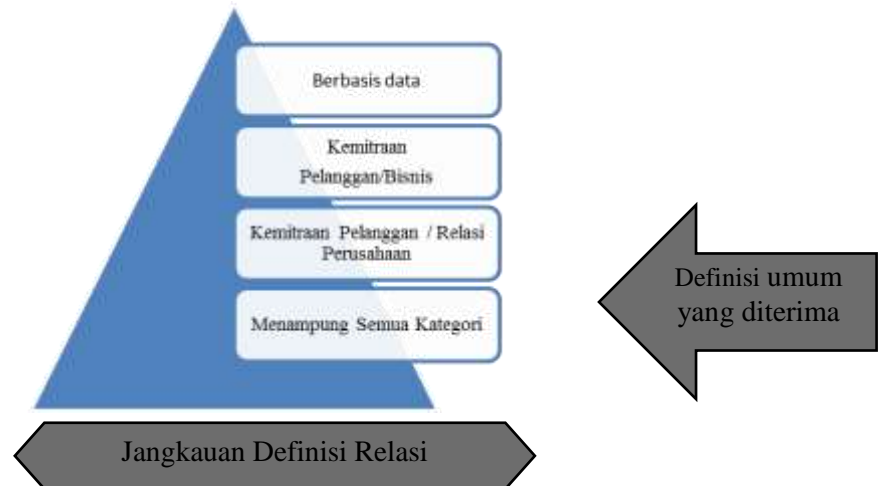 Berbasis data
Kemitraan
Pelanggan/Bisnis
Kemitraan Pelanggan / Relasi
Perusahaan
Menampung Semua Kategori
Definisi umum
yang diterima
Jangkauan Definisi Relasi